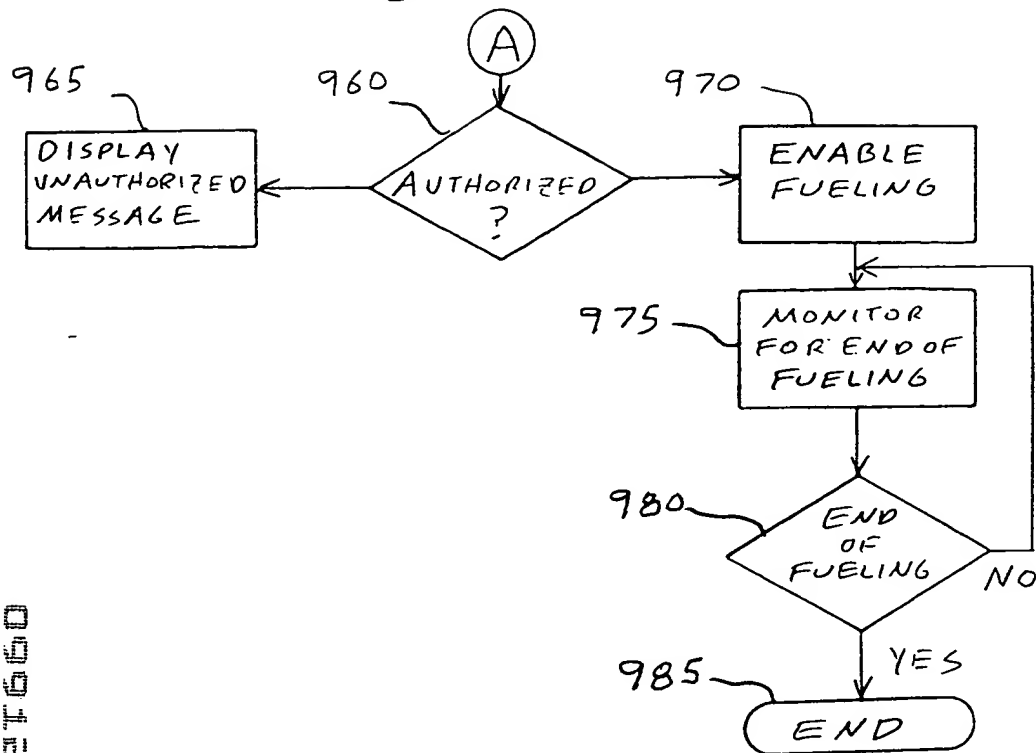 A
965
960
970
DISPLAY
UNAUTHORIZED
MESSAGE
AUTHORIZED
?
ENABLE
FUELING
975
MONITOR
FOR END OF
FUELING
980
END
OF
FUELING
NO
YES
985
END